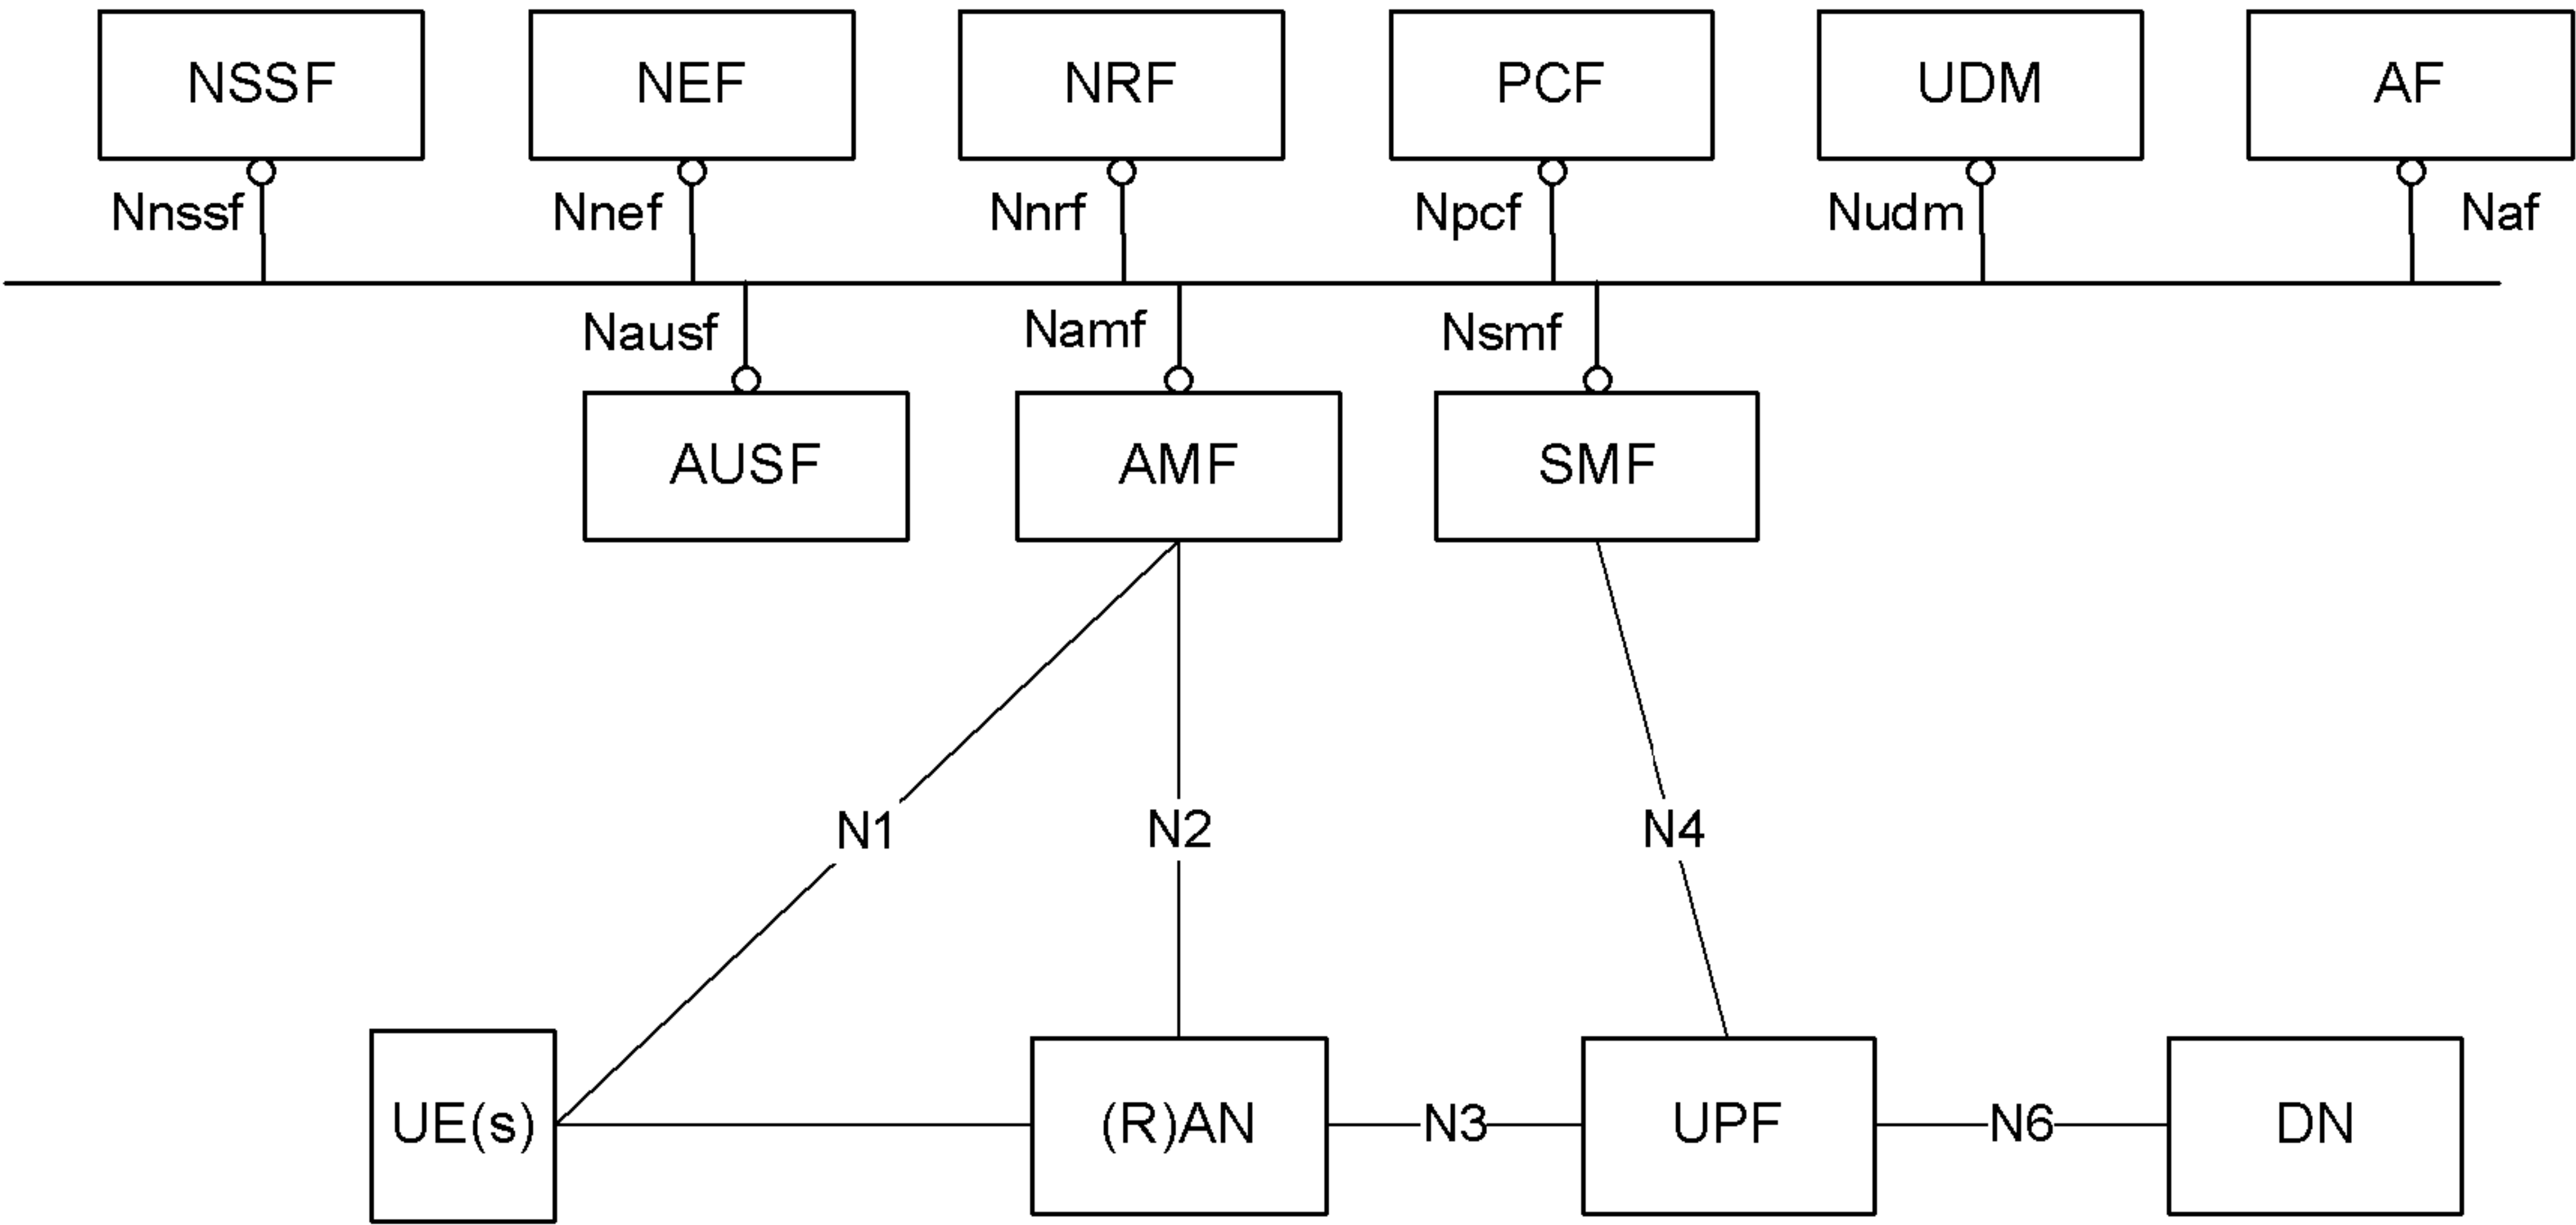 NSSF NEF NRF PCF UDM AF
Nnssf Nnef Nnrf Npcf Nudm Naf
Nausf Namf Nsmf
AUSF AMF SMF
N1 N2 N4
UE(s) (R)AN N3 UPF N6 DN